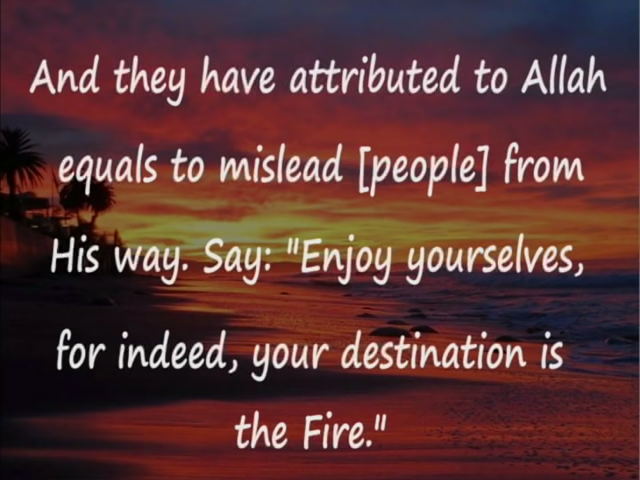 And they have attributed to Allah
equals to mislead [people] from
His way. Say: "Enjoy yourselves,
for indeed, your destination is
the Fire."